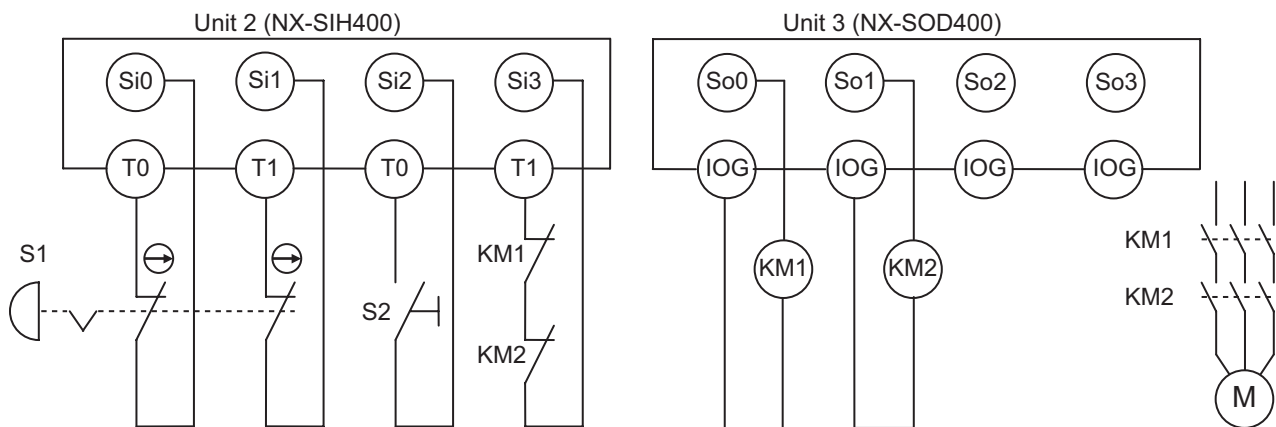 Unit 2 (NX-SIH400)
Unit 3 (NX-SOD400)
Si0 Si1 Si2 Si3
So0 So1 So2 So3
T0 T1 T0 T1
IOG IOG IOG IOG
S1
KM1
KM1 KM2
KM1
S2
KM2
KM2
M